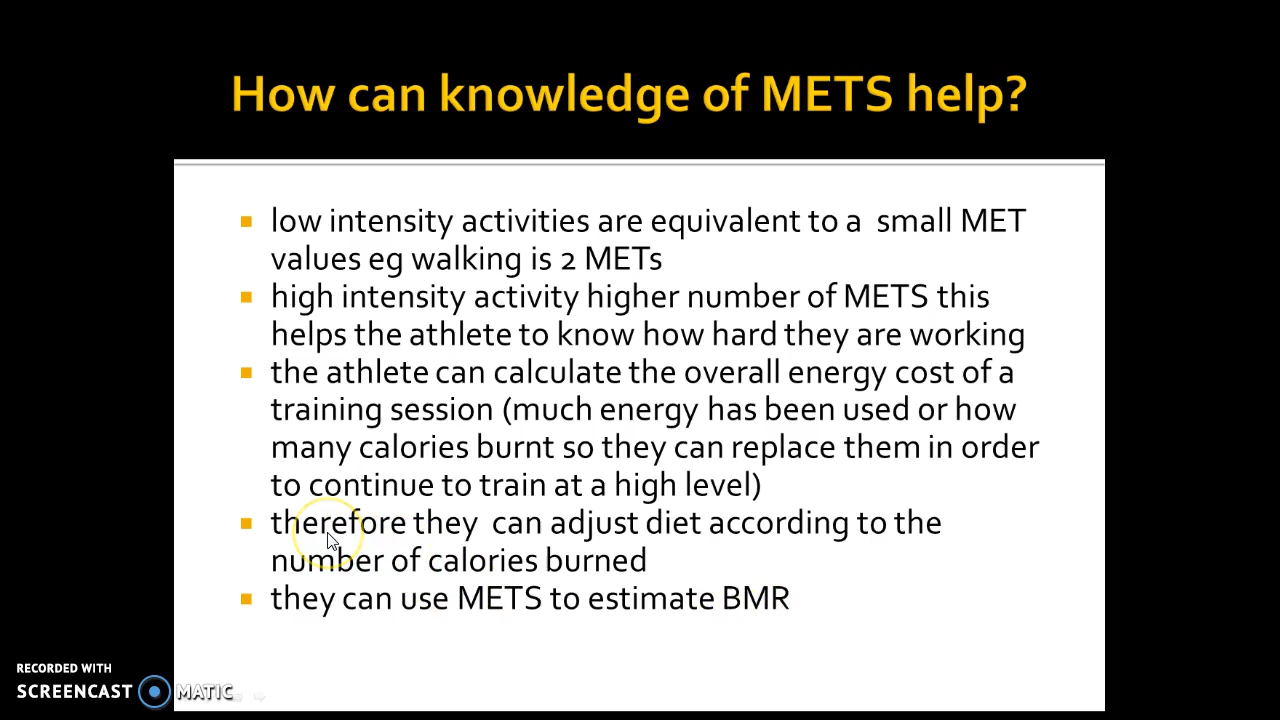 How can knowledge of METS help?
low intensity activities are equivalent to a  small MET
values eg walking is 2 METs
high intensity activity higher number of METS this
helps the athlete to know how hard they are working
the athlete can calculate the overall energy cost of a
training session (much energy has been used or how
many calories burnt so they can replace them in order
to continue to train at a high level)
therefore they  can adjust diet according to the
number of calories burned
they can use METS to estimate BMR
RECORDED WITH
SCREENCAST MATIC